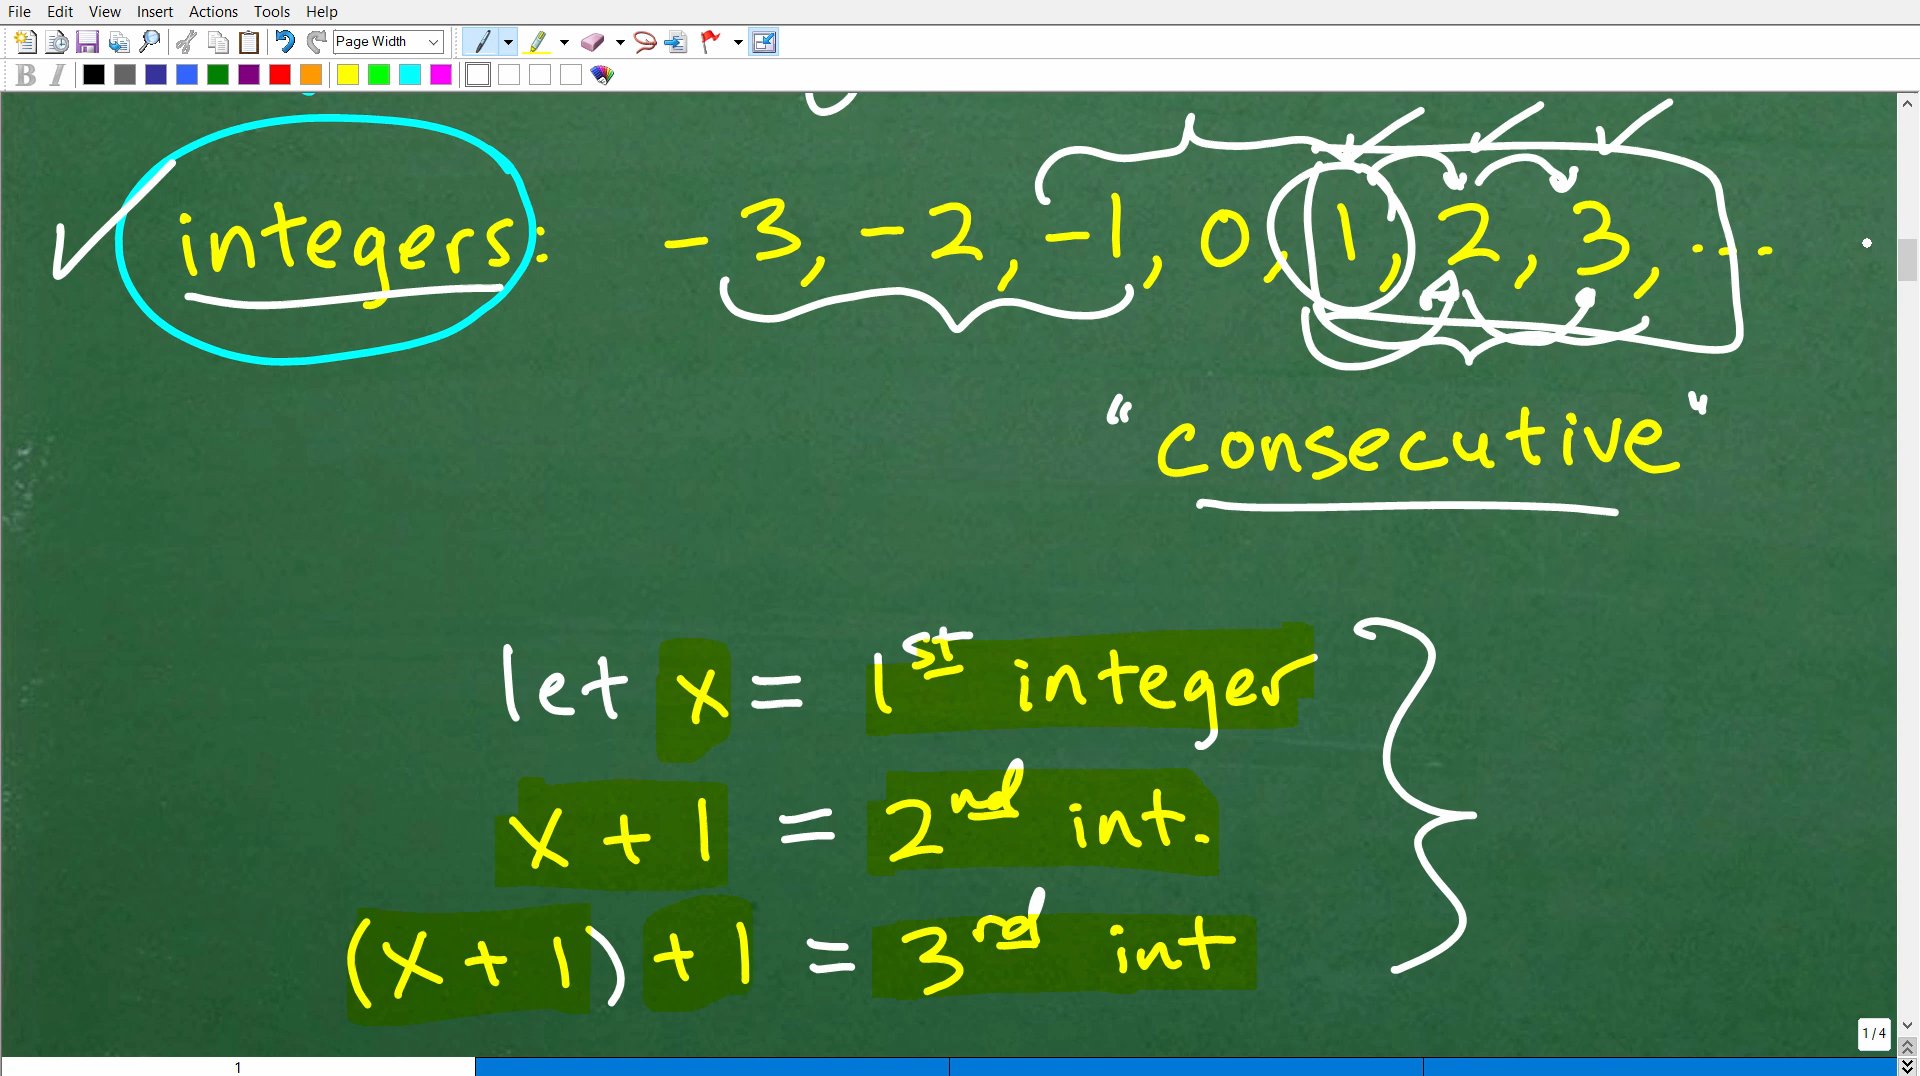 File Edit View Insert Actions Tools Help
Page Width
B I
integers: -3, -2, -1, 0, 1, 2, 3, ...
"consecutive"
let x = 1st integer
x + 1 = 2nd int.
(x + 1) + 1 = 3rd int
1 / 4
1